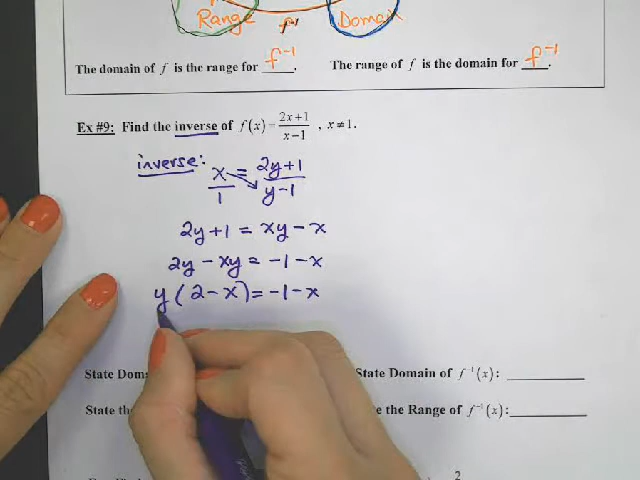 Range f⁻¹ Domain
The domain of f is the range for f⁻¹. The range of f is the domain for f⁻¹.
Ex #9: Find the inverse of f(x) = 2x+1 / x−1 , x ≠ 1.
inverse: x / 1 = 2y+1 / y−1
2y+1 = xy − x
2y − xy = −1 − x
y(2 − x) = −1 − x
State Dom State Domain of f⁻¹(x):
State th the Range of f⁻¹(x):
2